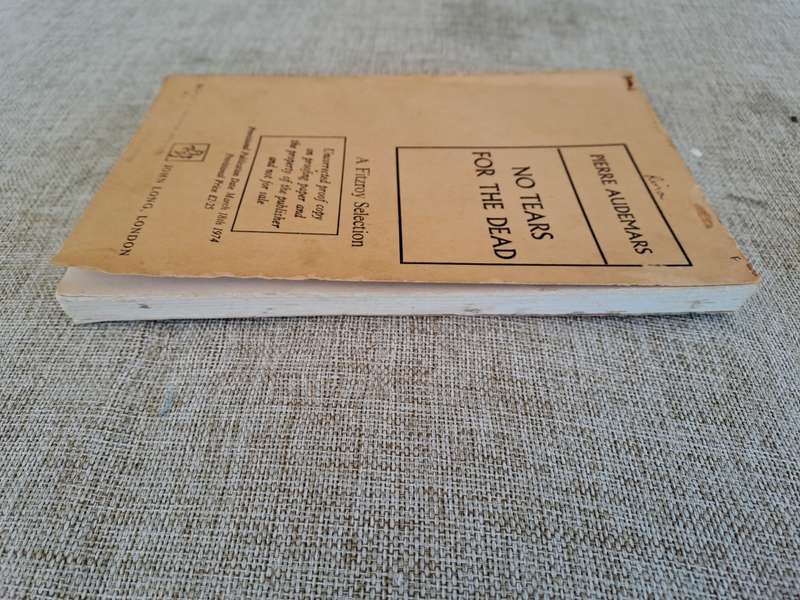 PIERRE AUDEMARS
NO TEARS
FOR THE DEAD
A Fitzroy Selection
Uncorrected proof copy
on proofing paper and
the property of the publisher
and not for sale
Provisional Publication Date March 18th 1974
Provisional Price £1·75
JOHN LONG, LONDON